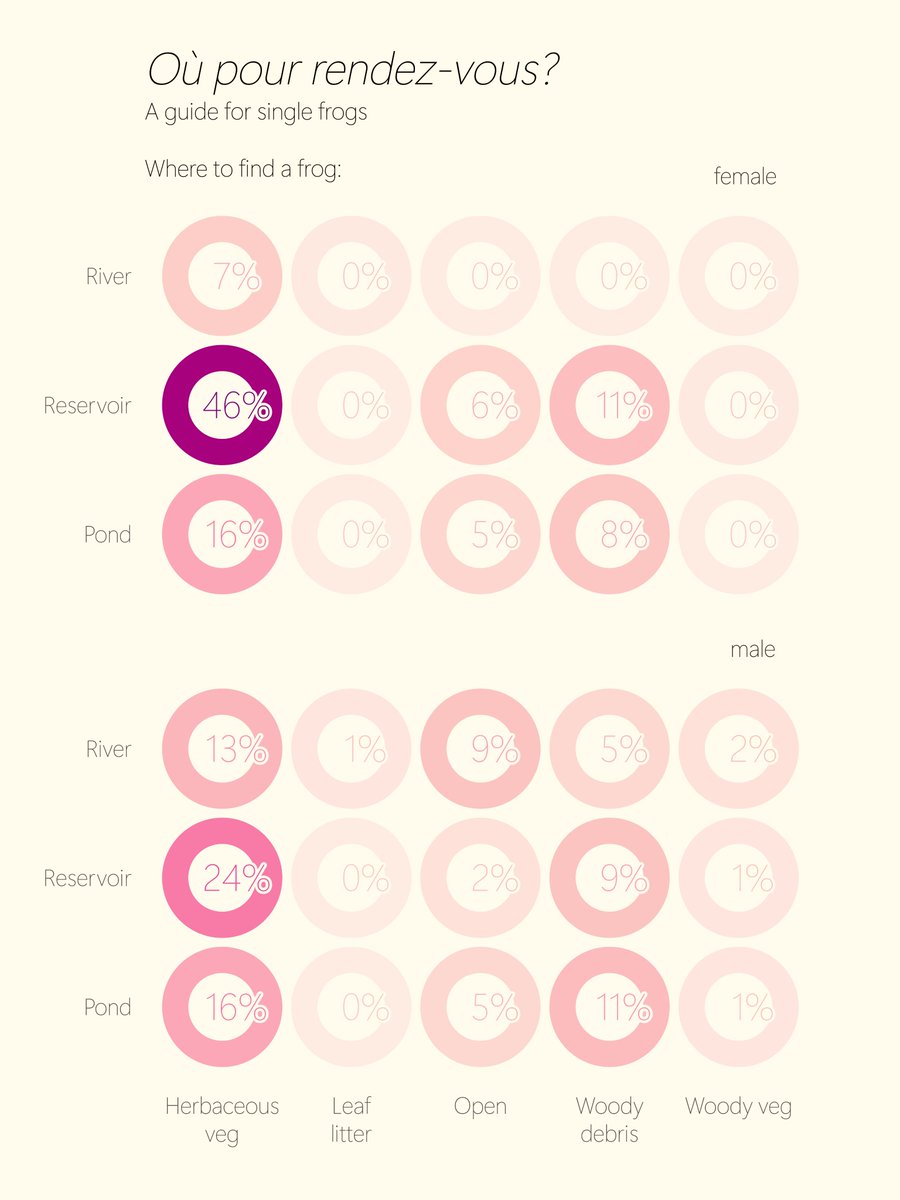 Où pour rendez-vous?
A guide for single frogs
Where to find a frog:
female
River 7% 0% 0% 0% 0%
Reservoir 46% 0% 6% 11% 0%
Pond 16% 0% 5% 8% 0%
male
River 13% 1% 9% 5% 2%
Reservoir 24% 0% 2% 9% 1%
Pond 16% 0% 5% 11% 1%
Herbaceous veg
Leaf litter
Open
Woody debris
Woody veg